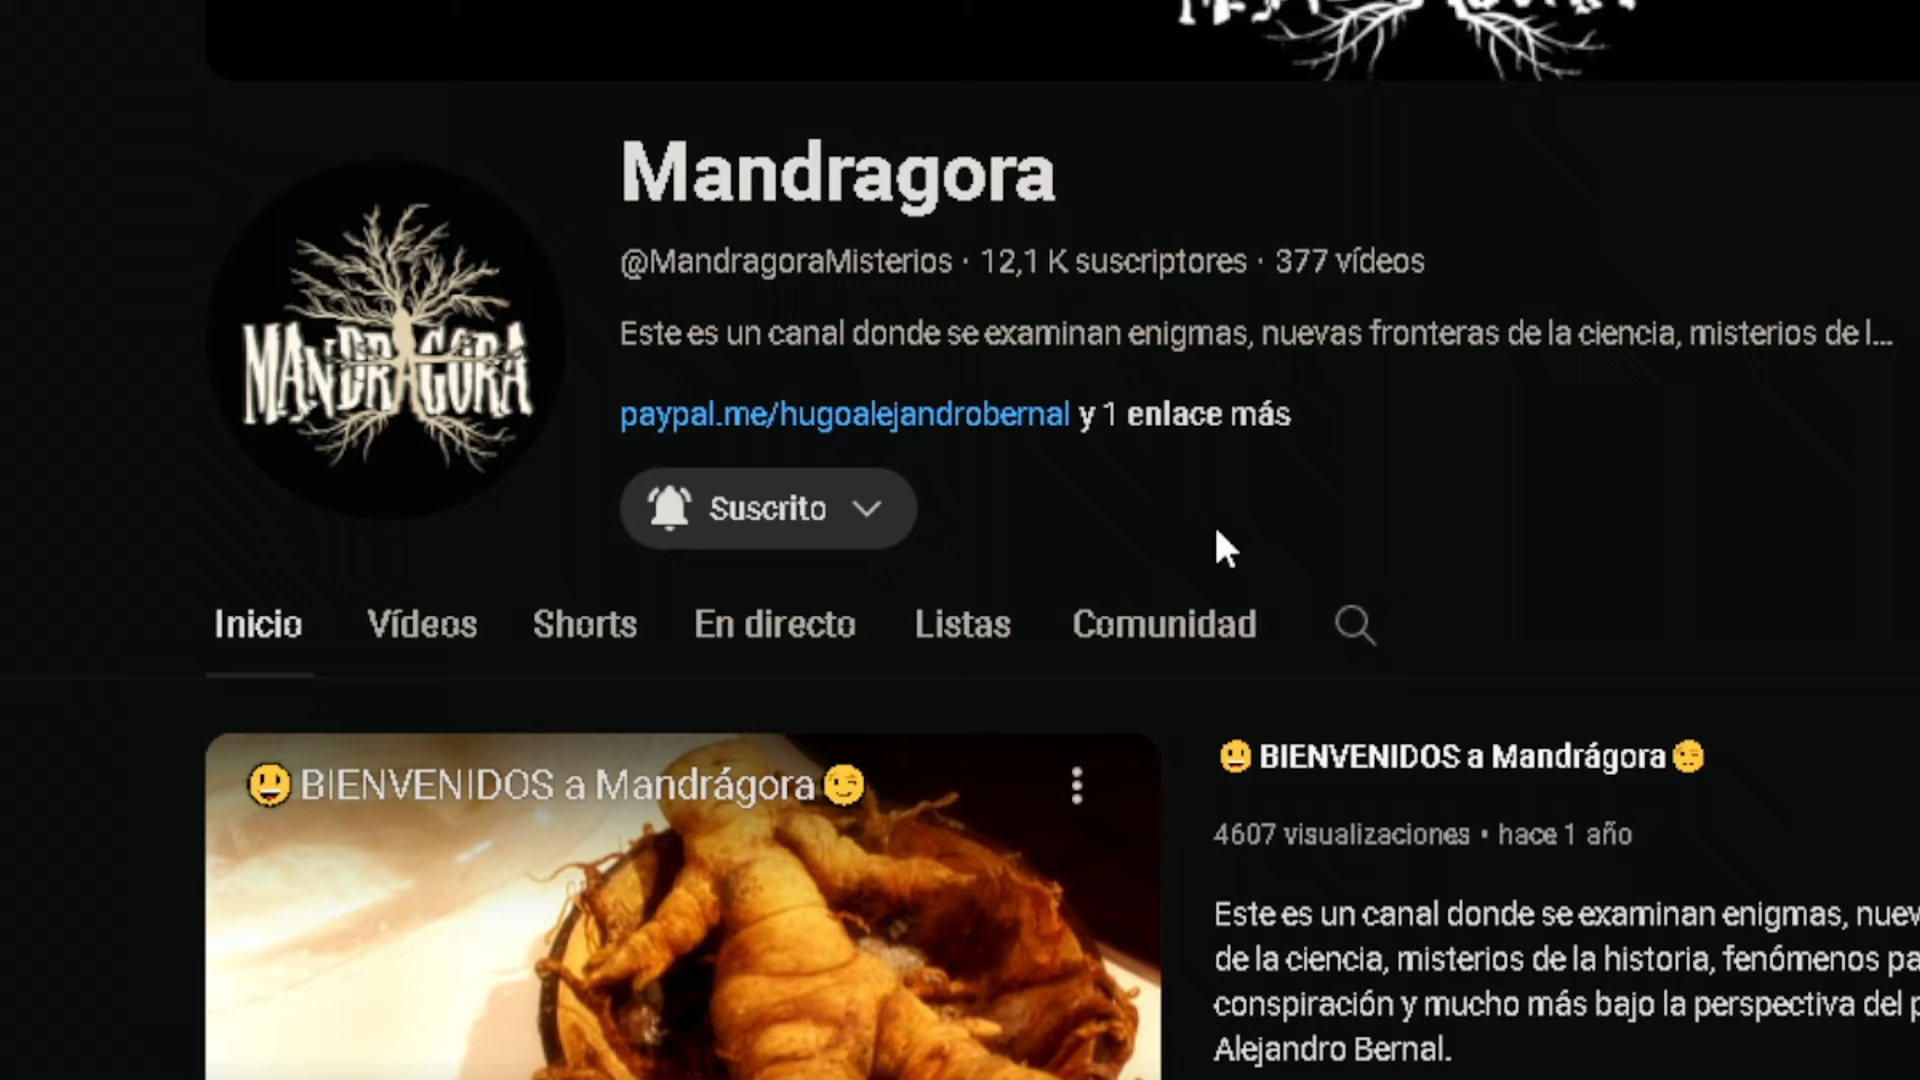 Mandragora
MANDRAGORA
@MandragoraMisterios · 12,1 K suscriptores · 377 vídeos
Este es un canal donde se examinan enigmas, nuevas fronteras de la ciencia, misterios de l...
paypal.me/hugoalejandrobernal y 1 enlace más
Suscrito
Inicio Vídeos Shorts En directo Listas Comunidad
😃 BIENVENIDOS a Mandrágora 😉
😃 BIENVENIDOS a Mandrágora 😉
4607 visualizaciones • hace 1 año
Este es un canal donde se examinan enigmas, nuev
de la ciencia, misterios de la historia, fenómenos pa
conspiración y mucho más bajo la perspectiva del p
Alejandro Bernal.